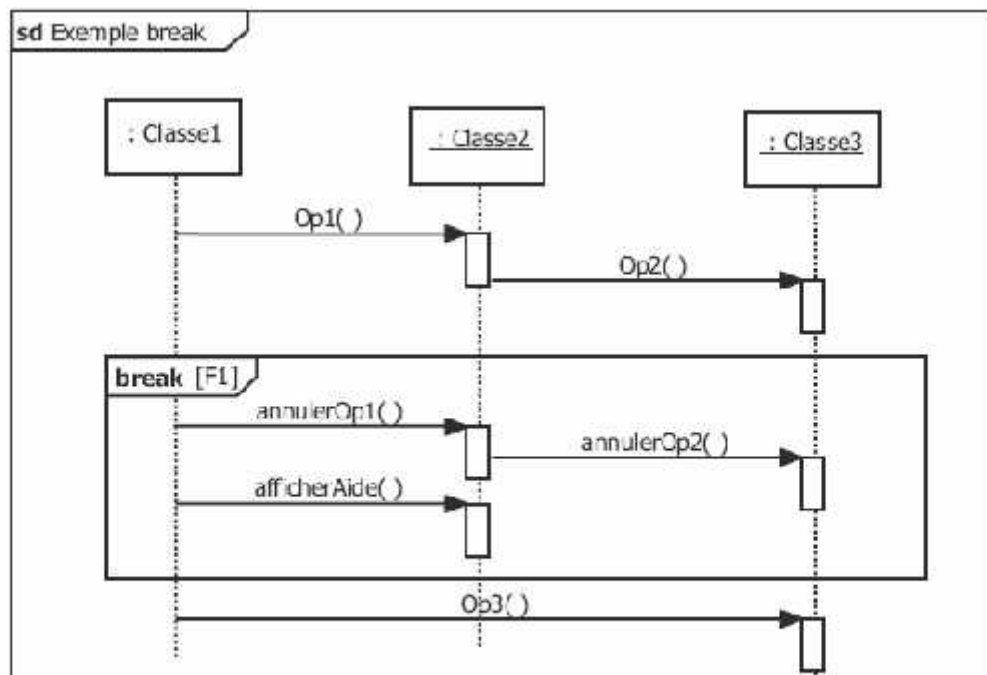 sd Exemple break
: Classe1
: Classe2
: Classe3
Op1( )
Op2( )
break [F1]
annulerOp1( )
annulerOp2( )
afficherAide( )
Op3( )